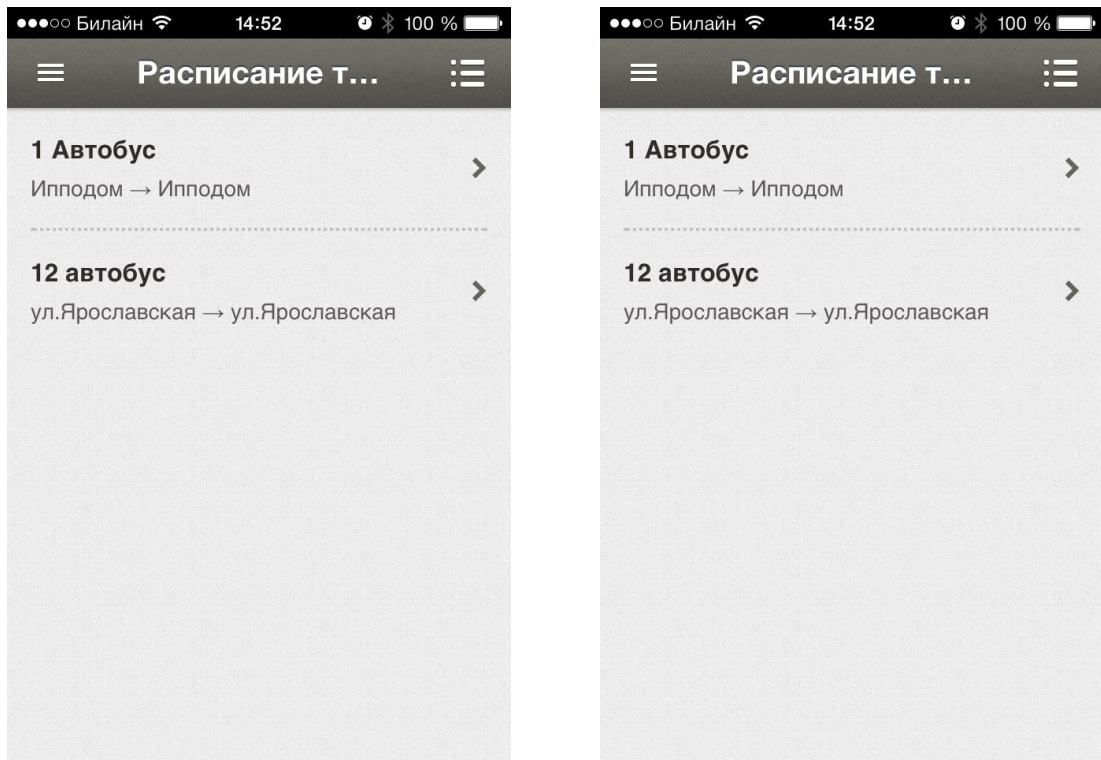 Билайн 14:52 100 %
Расписание т...
1 Автобус
Ипподом → Ипподом
12 автобус
ул.Ярославская → ул.Ярославская
Билайн 14:52 100 %
Расписание т...
1 Автобус
Ипподом → Ипподом
12 автобус
ул.Ярославская → ул.Ярославская